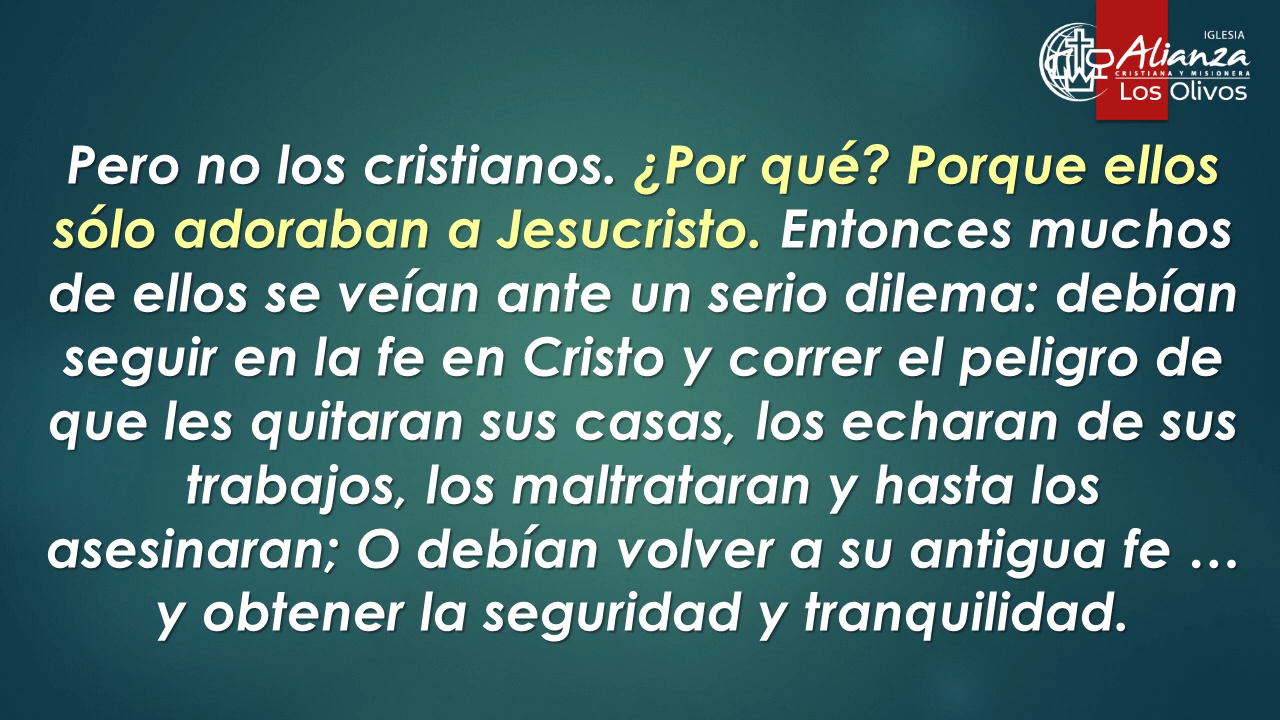 IGLESIA
Alianza
CRISTIANA Y MISIONERA
Los Olivos
Pero no los cristianos. ¿Por qué? Porque ellos
sólo adoraban a Jesucristo. Entonces muchos
de ellos se veían ante un serio dilema: debían
seguir en la fe en Cristo y correr el peligro de
que les quitaran sus casas, los echaran de sus
trabajos, los maltrataran y hasta los
asesinaran; O debían volver a su antigua fe …
y obtener la seguridad y tranquilidad.